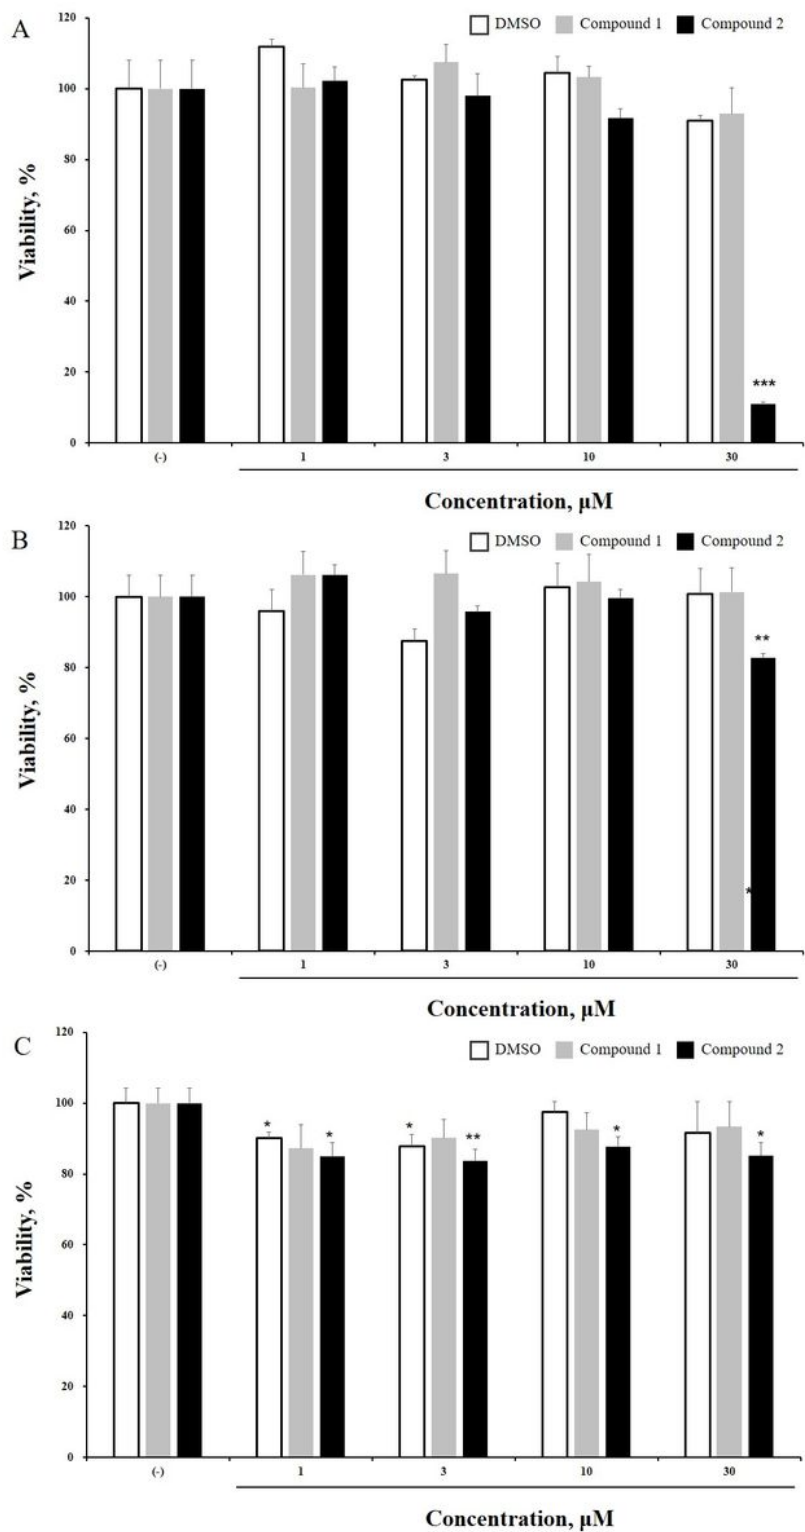 A
DMSO Compound 1 Compound 2
120
100
80
60
40
20
0
Viability, %
***
(-) 1 3 10 30
Concentration, μM
B
DMSO Compound 1 Compound 2
120
100
80
60
40
20
0
Viability, %
**
*
(-) 1 3 10 30
Concentration, μM
C
DMSO Compound 1 Compound 2
120
100
80
60
40
20
0
Viability, %
* * * ** * *
(-) 1 3 10 30
Concentration, μM